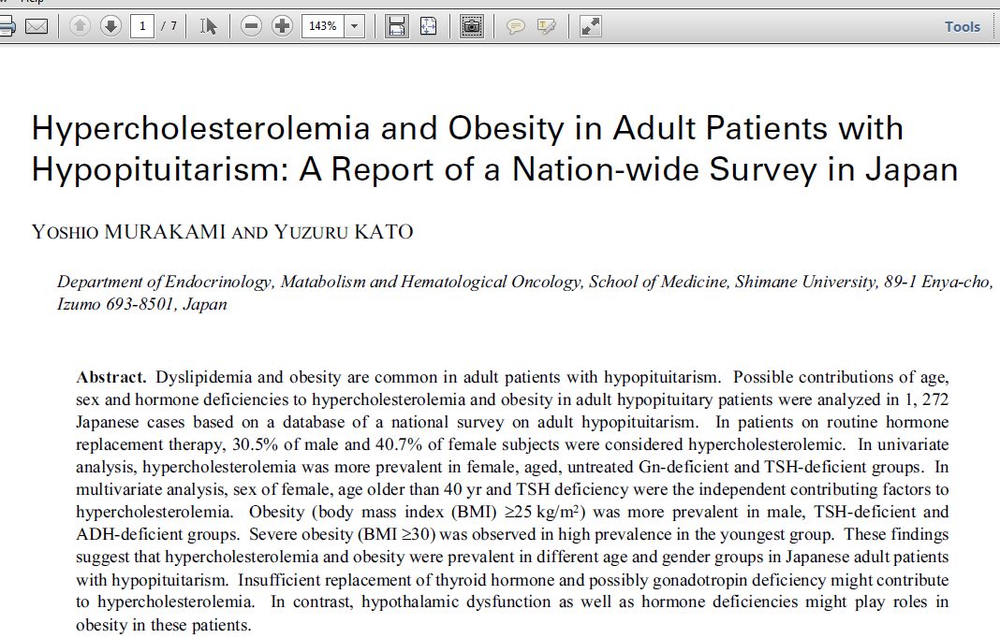 Help
1 / 7
143%
Tools
Hypercholesterolemia and Obesity in Adult Patients with
Hypopituitarism: A Report of a Nation-wide Survey in Japan
YOSHIO MURAKAMI AND YUZURU KATO
Department of Endocrinology, Matabolism and Hematological Oncology, School of Medicine, Shimane University, 89-1 Enya-cho,
Izumo 693-8501, Japan
Abstract. Dyslipidemia and obesity are common in adult patients with hypopituitarism. Possible contributions of age,
sex and hormone deficiencies to hypercholesterolemia and obesity in adult hypopituitary patients were analyzed in 1, 272
Japanese cases based on a database of a national survey on adult hypopituitarism. In patients on routine hormone
replacement therapy, 30.5% of male and 40.7% of female subjects were considered hypercholesterolemic. In univariate
analysis, hypercholesterolemia was more prevalent in female, aged, untreated Gn-deficient and TSH-deficient groups. In
multivariate analysis, sex of female, age older than 40 yr and TSH deficiency were the independent contributing factors to
hypercholesterolemia. Obesity (body mass index (BMI) ≥25 kg/m²) was more prevalent in male, TSH-deficient and
ADH-deficient groups. Severe obesity (BMI ≥30) was observed in high prevalence in the youngest group. These findings
suggest that hypercholesterolemia and obesity were prevalent in different age and gender groups in Japanese adult patients
with hypopituitarism. Insufficient replacement of thyroid hormone and possibly gonadotropin deficiency might contribute
to hypercholesterolemia. In contrast, hypothalamic dysfunction as well as hormone deficiencies might play roles in
obesity in these patients.